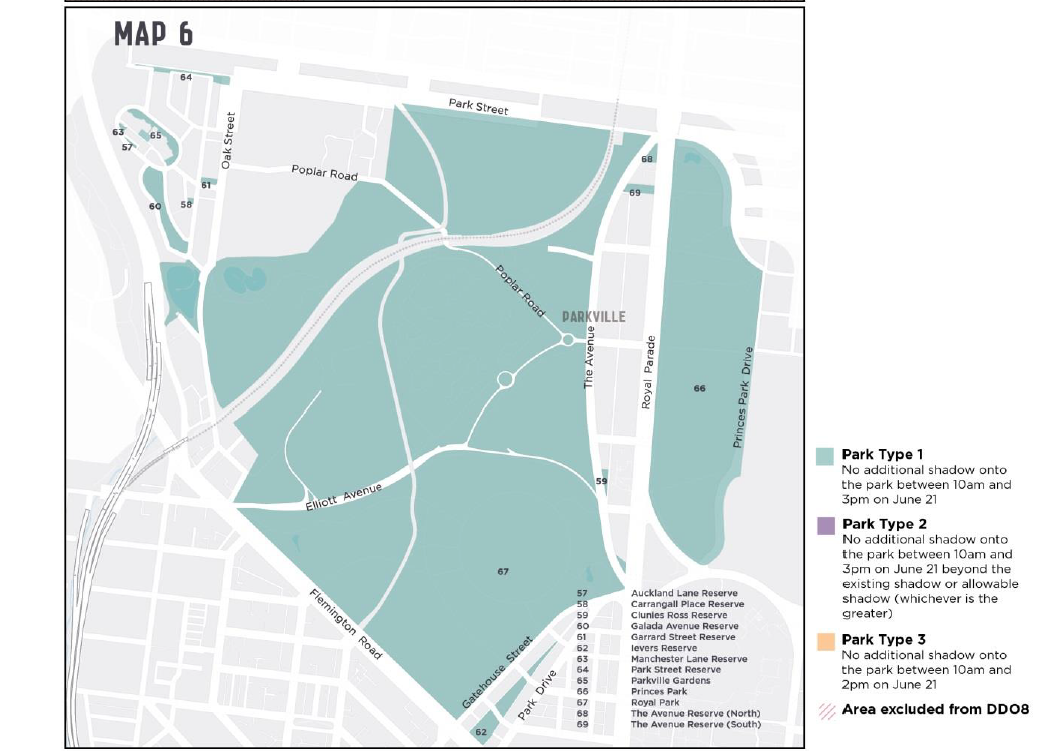 MAP 6
64
Park Street
63
65
57
Oak Street
68
Poplar Road
61
69
60
58
Poplar Road
PARKVILLE
The Avenue
Royal Parade
66
Princes Park Drive
59
Elliott Avenue
67
Flemington Road
Gatehouse Street
Park Drive
62
57 Auckland Lane Reserve
58 Carrangall Place Reserve
59 Clunies Ross Reserve
60 Galada Avenue Reserve
61 Garrard Street Reserve
62 Ievers Reserve
63 Manchester Lane Reserve
64 Park Street Reserve
65 Parkville Gardens
66 Princes Park
67 Royal Park
68 The Avenue Reserve (North)
69 The Avenue Reserve (South)
Park Type 1
No additional shadow onto
the park between 10am and
3pm on June 21
Park Type 2
No additional shadow onto
the park between 10am and
3pm on June 21 beyond the
existing shadow or allowable
shadow (whichever is the
greater)
Park Type 3
No additional shadow onto
the park between 10am and
2pm on June 21
Area excluded from DDO8